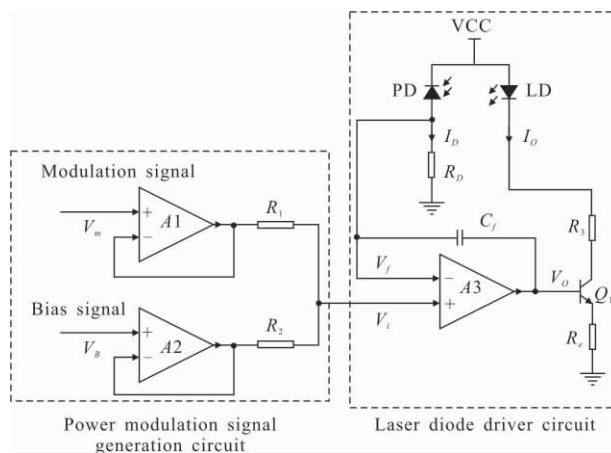 VCC
PD
LD
I_D
I_O
R_D
Modulation signal
V_m
+
−
A1
R_1
C_f
R_3
V_f
−
A3
+
V_O
Bias signal
V_B
+
−
A2
R_2
V_i
R_e
Power modulation signal
generation circuit
Laser diode driver circuit